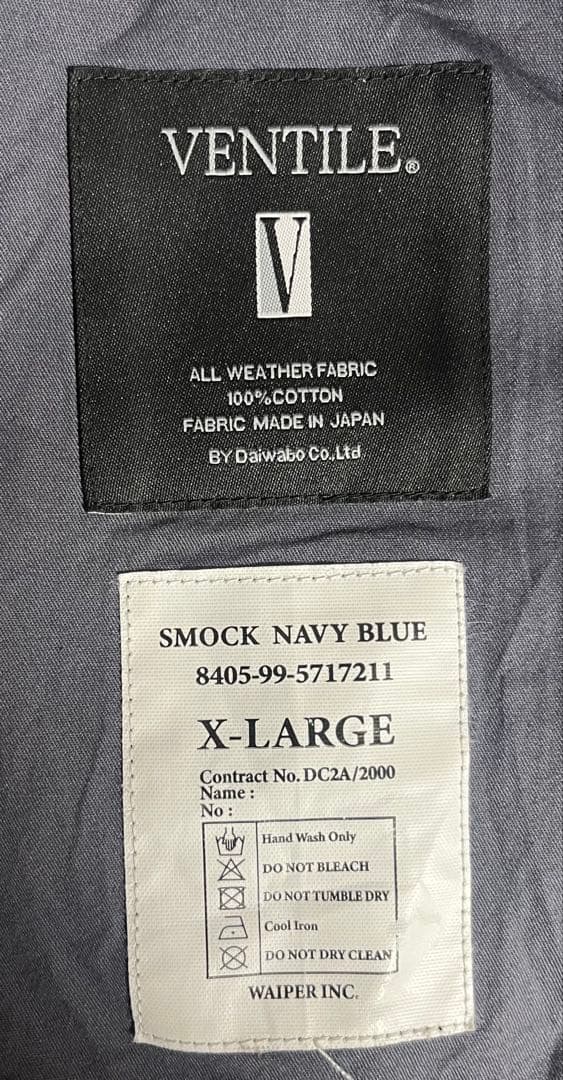 VENTILE®
V
ALL WEATHER FABRIC
100%COTTON
FABRIC MADE IN JAPAN
BY Daiwabo Co.,Ltd
SMOCK NAVY BLUE
8405-99-5717211
X-LARGE
Contract No. DC2A/2000
Name :
No :
Hand Wash Only
DO NOT BLEACH
DO NOT TUMBLE DRY
Cool Iron
DO NOT DRY CLEAN
WAIPER INC.